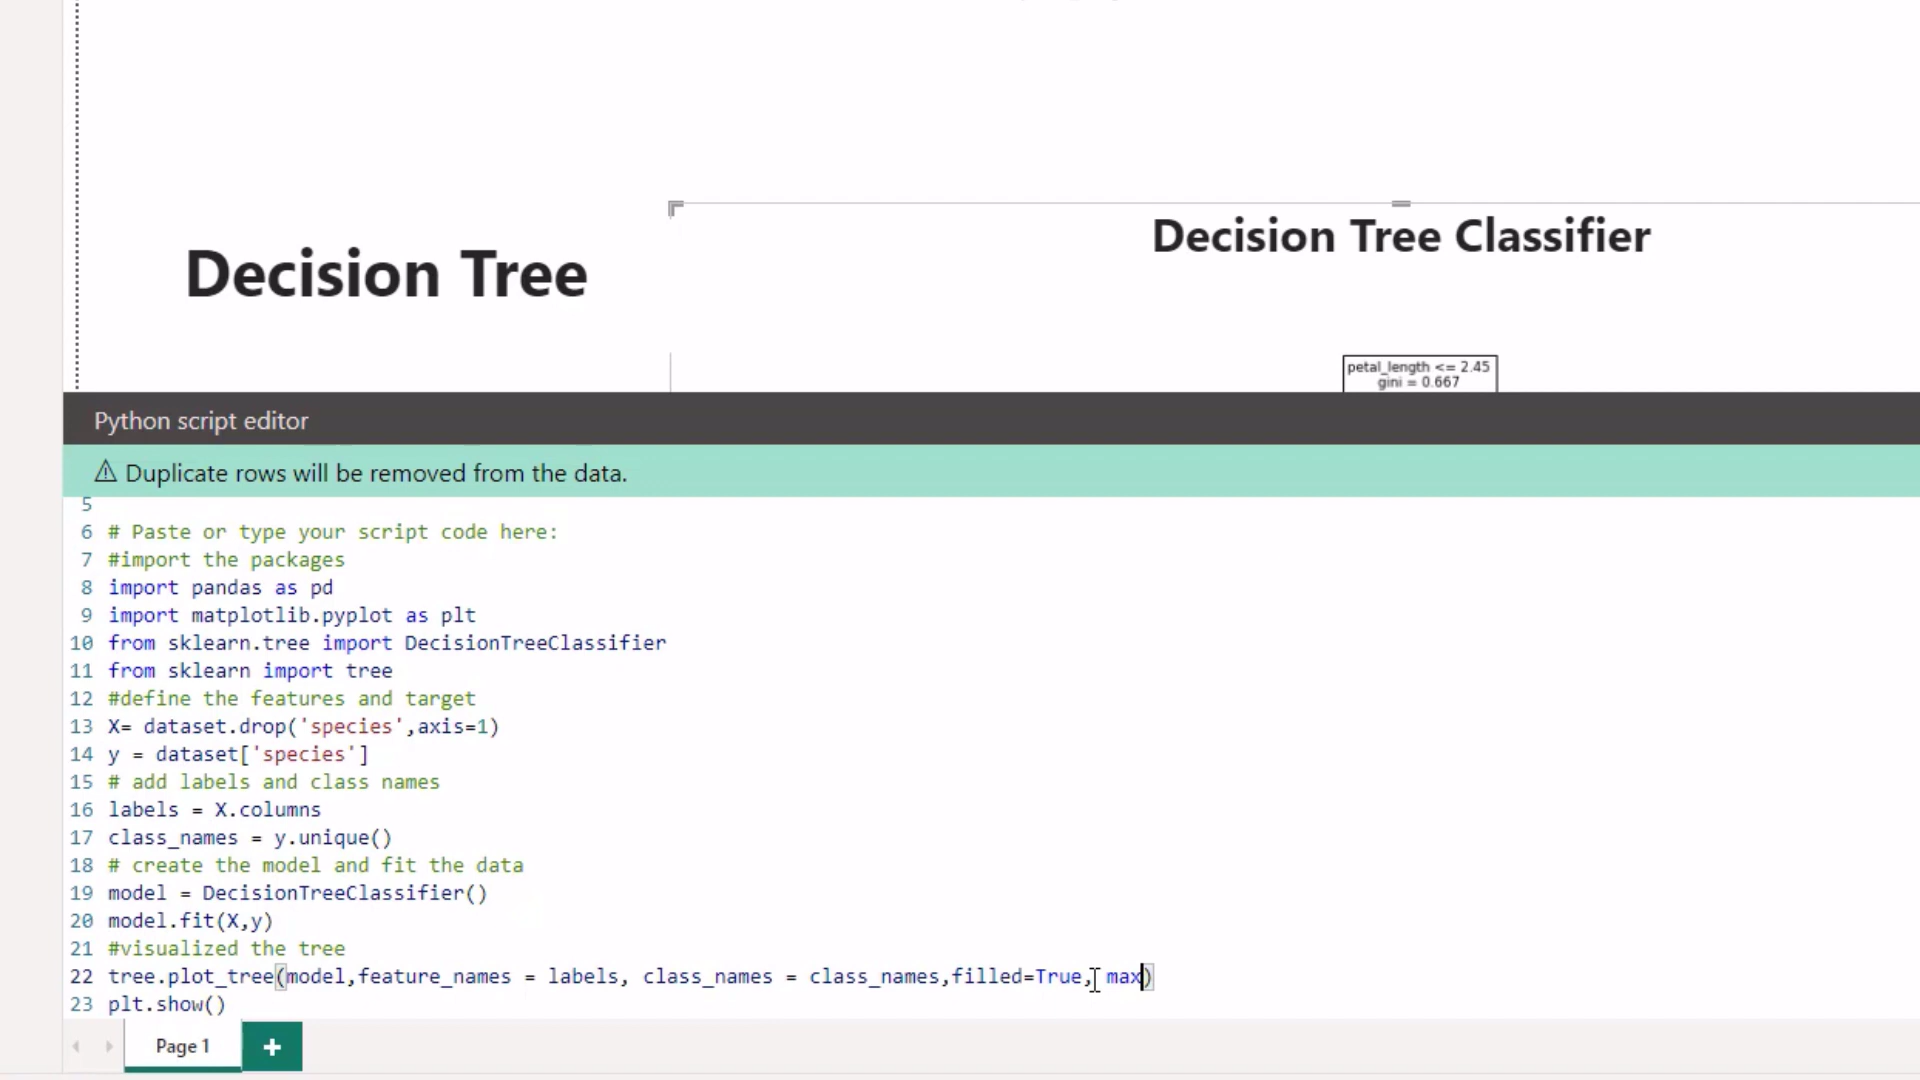 Decision Tree Classifier
Decision Tree
petal_length <= 2.45
gini = 0.667
Python script editor
Duplicate rows will be removed from the data.
5
6 # Paste or type your script code here:
7 #import the packages
8 import pandas as pd
9 import matplotlib.pyplot as plt
10 from sklearn.tree import DecisionTreeClassifier
11 from sklearn import tree
12 #define the features and target
13 X= dataset.drop('species',axis=1)
14 y = dataset['species']
15 # add labels and class names
16 labels = X.columns
17 class_names = y.unique()
18 # create the model and fit the data
19 model = DecisionTreeClassifier()
20 model.fit(X,y)
21 #visualized the tree
22 tree.plot_tree(model,feature_names = labels, class_names = class_names,filled=True, max)
23 plt.show()
Page 1